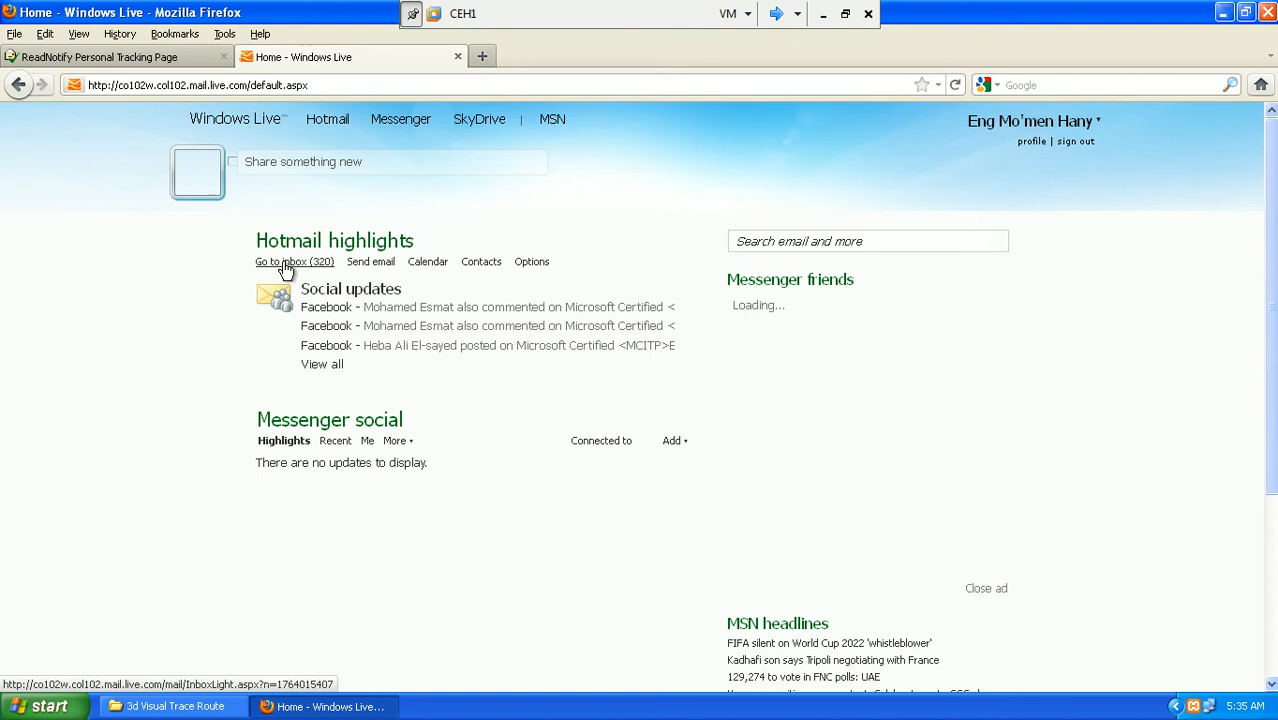 Home - Windows Live - Mozilla Firefox
CEH1
VM
File Edit View History Bookmarks Tools Help
ReadNotify Personal Tracking Page
Home - Windows Live
http://co102w.col102.mail.live.com/default.aspx
Google
Windows Live™ Hotmail Messenger SkyDrive | MSN
Eng Mo'men Hany
profile | sign out
Share something new
Hotmail highlights
Go to inbox (320) Send email Calendar Contacts Options
Social updates
Facebook - Mohamed Esmat also commented on Microsoft Certified <
Facebook - Mohamed Esmat also commented on Microsoft Certified <
Facebook - Heba Ali El-sayed posted on Microsoft Certified <MCITP>E
View all
Search email and more
Messenger friends
Loading...
Messenger social
Highlights Recent Me More
Connected to Add
There are no updates to display.
Close ad
MSN headlines
FIFA silent on World Cup 2022 'whistleblower'
Kadhafi son says Tripoli negotiating with France
129,274 to vote in FNC polls: UAE
http://co102w.col102.mail.live.com/mail/InboxLight.aspx?n=1764015407
start
3d Visual Trace Route
Home - Windows Live...
5:35 AM